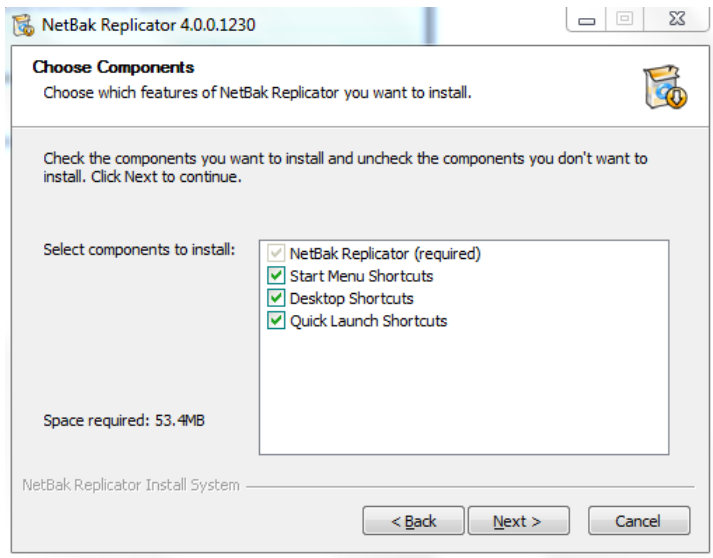 NetBak Replicator 4.0.0.1230
Choose Components
Choose which features of NetBak Replicator you want to install.
Check the components you want to install and uncheck the components you don't want to
install. Click Next to continue.
Select components to install:
NetBak Replicator (required)
Start Menu Shortcuts
Desktop Shortcuts
Quick Launch Shortcuts
Space required: 53.4MB
NetBak Replicator Install System
< Back
Next >
Cancel